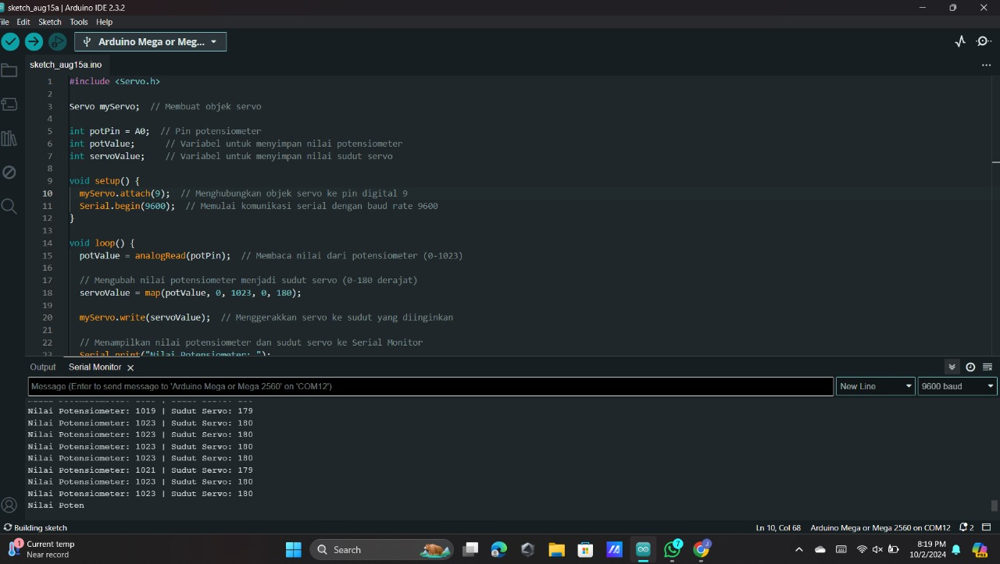 sketch_aug15a | Arduino IDE 2.3.2
File Edit Sketch Tools Help
Arduino Mega or Meg...
sketch_aug15a.ino
1 #include <Servo.h>
2
3 Servo myServo; // Membuat objek servo
4
5 int potPin = A0; // Pin potensiometer
6 int potValue; // Variabel untuk menyimpan nilai potensiometer
7 int servoValue; // Variabel untuk menyimpan nilai sudut servo
8
9 void setup() {
10 myServo.attach(9); // Menghubungkan objek servo ke pin digital 9
11 Serial.begin(9600); // Memulai komunikasi serial dengan baud rate 9600
12 }
13
14 void loop() {
15 potValue = analogRead(potPin); // Membaca nilai dari potensiometer (0-1023)
16
17 // Mengubah nilai potensiometer menjadi sudut servo (0-180 derajat)
18 servoValue = map(potValue, 0, 1023, 0, 180);
19
20 myServo.write(servoValue); // Menggerakkan servo ke sudut yang diinginkan
21
22 // Menampilkan nilai potensiometer dan sudut servo ke Serial Monitor
23 Serial.print("Nilai Potensiometer: ");
Output Serial Monitor
Message (Enter to send message to 'Arduino Mega or Mega 2560' on 'COM12')
New Line
9600 baud
Nilai Potensiometer: 1019 | Sudut Servo: 179
Nilai Potensiometer: 1023 | Sudut Servo: 180
Nilai Potensiometer: 1023 | Sudut Servo: 180
Nilai Potensiometer: 1023 | Sudut Servo: 180
Nilai Potensiometer: 1023 | Sudut Servo: 180
Nilai Potensiometer: 1021 | Sudut Servo: 179
Nilai Potensiometer: 1023 | Sudut Servo: 180
Nilai Potensiometer: 1023 | Sudut Servo: 180
Nilai Poten
Building sketch
Ln 10, Col 68 Arduino Mega or Mega 2560 on COM12 2
1
Current temp
Near record
Search
7
J
8:19 PM
10/2/2024
PRE